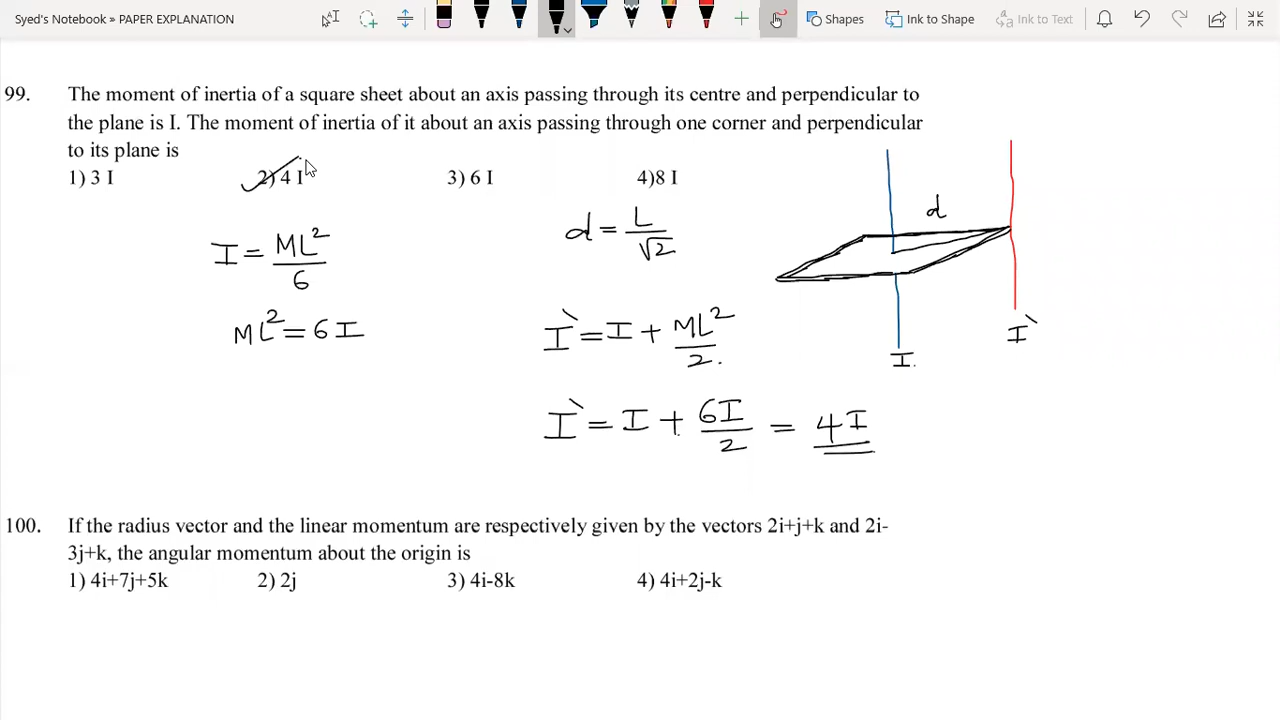 Syed's Notebook » PAPER EXPLANATION
Shapes
Ink to Shape
Ink to Text
99. The moment of inertia of a square sheet about an axis passing through its centre and perpendicular to
the plane is I. The moment of inertia of it about an axis passing through one corner and perpendicular
to its plane is
1) 3 I 2) 4 I 3) 6 I 4)8 I
d
d = L/√2
I = ML²/6
ML² = 6I
I` = I + ML²/2.
I`
I.
I` = I + 6I/2 = 4I
100. If the radius vector and the linear momentum are respectively given by the vectors 2i+j+k and 2i-
3j+k, the angular momentum about the origin is
1) 4i+7j+5k 2) 2j 3) 4i-8k 4) 4i+2j-k